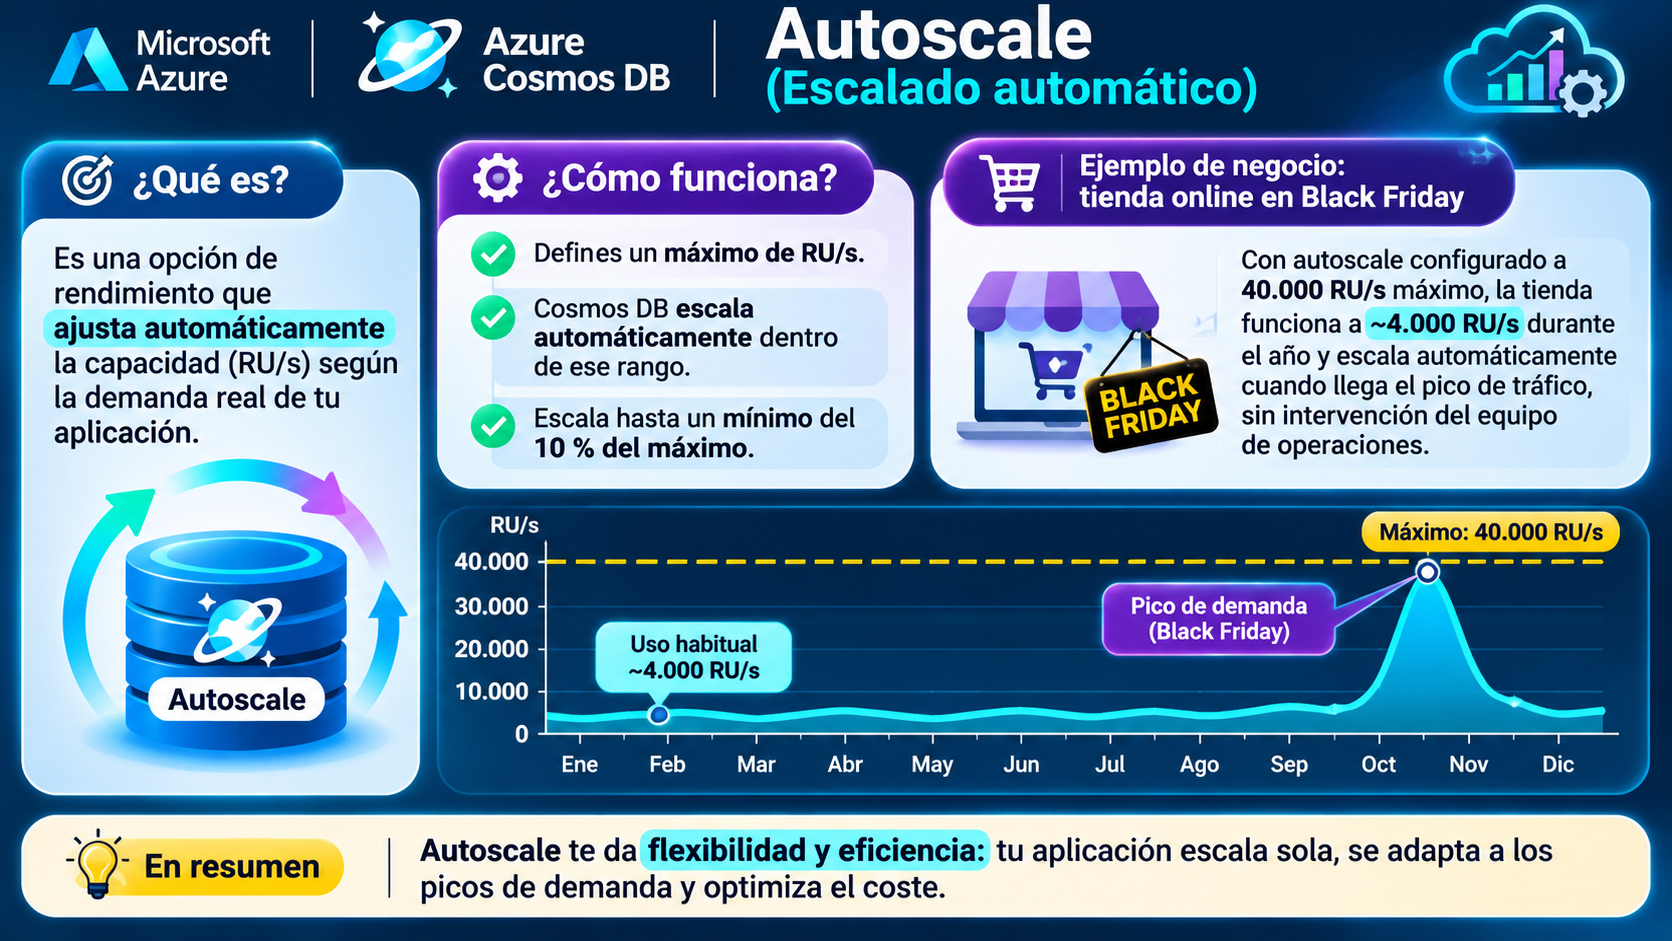 Microsoft
Azure
Azure
Cosmos DB
Autoscale
(Escalado automático)
¿Qué es?
Es una opción de
rendimiento que
ajusta automáticamente
la capacidad (RU/s) según
la demanda real de tu
aplicación.
Autoscale
¿Cómo funciona?
Defines un máximo de RU/s.
Cosmos DB escala
automáticamente dentro
de ese rango.
Escala hasta un mínimo del
10 % del máximo.
Ejemplo de negocio:
tienda online en Black Friday
BLACK
FRIDAY
Con autoscale configurado a
40.000 RU/s máximo, la tienda
funciona a ~4.000 RU/s durante
el año y escala automáticamente
cuando llega el pico de tráfico,
sin intervención del equipo
de operaciones.
RU/s
Máximo: 40.000 RU/s
40.000
30.000
20.000
10.000
0
Pico de demanda
(Black Friday)
Uso habitual
~4.000 RU/s
Ene Feb Mar Abr May Jun Jul Ago Sep Oct Nov Dic
En resumen
Autoscale te da flexibilidad y eficiencia: tu aplicación escala sola, se adapta a los
picos de demanda y optimiza el coste.